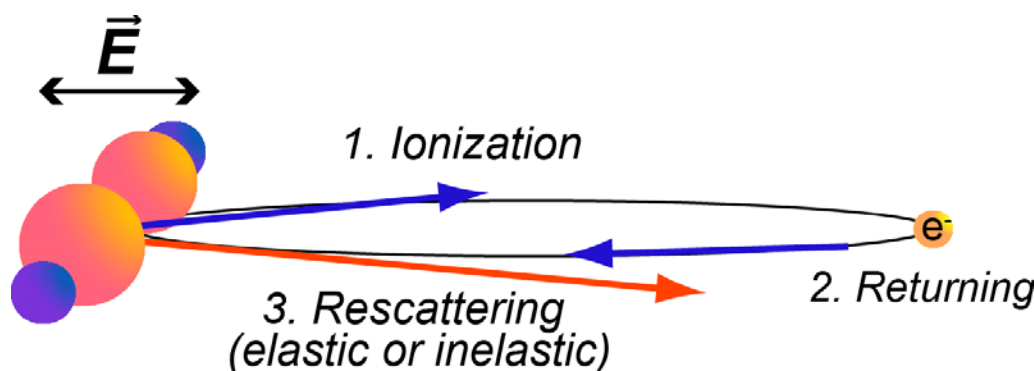 E
1. Ionization
e-
2. Returning
3. Rescattering
(elastic or inelastic)